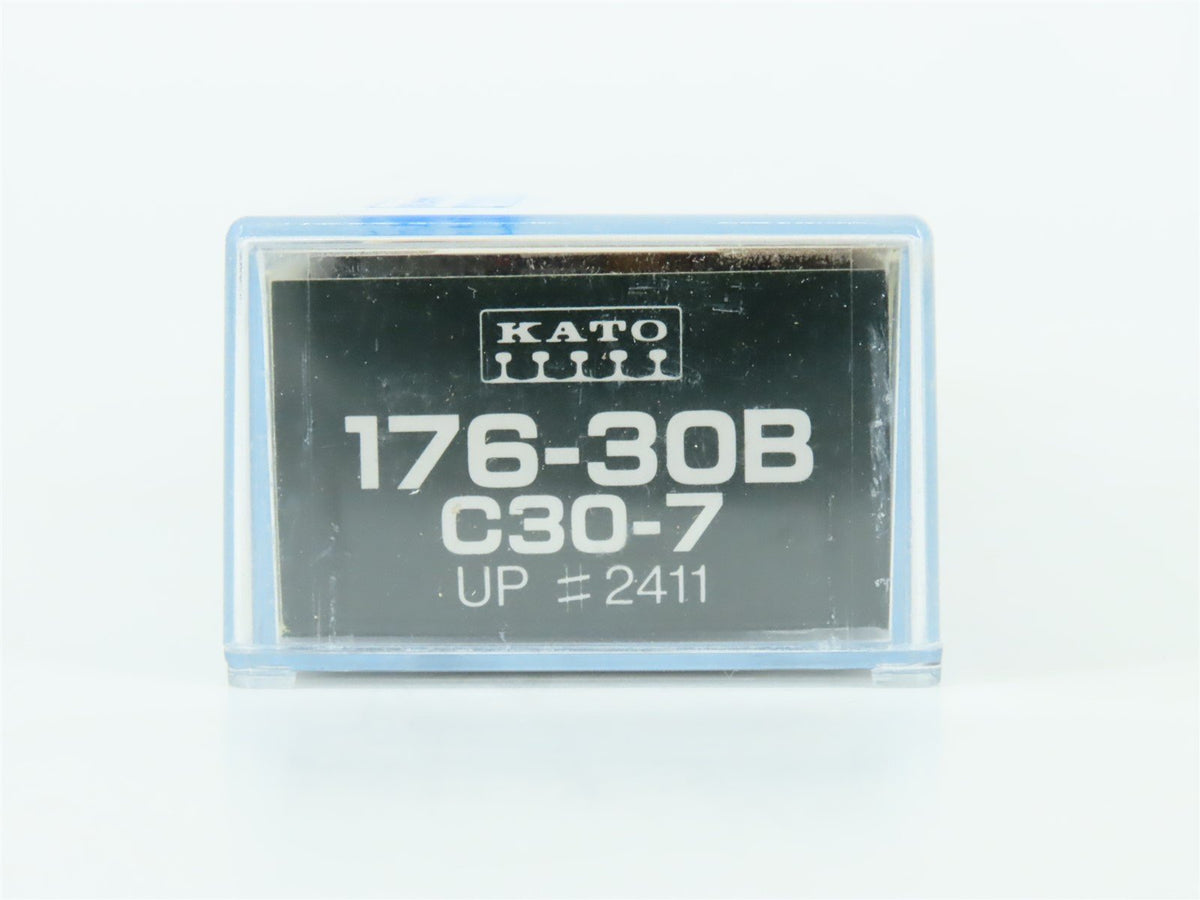 KATO
176-30B
C30-7
UP #2411